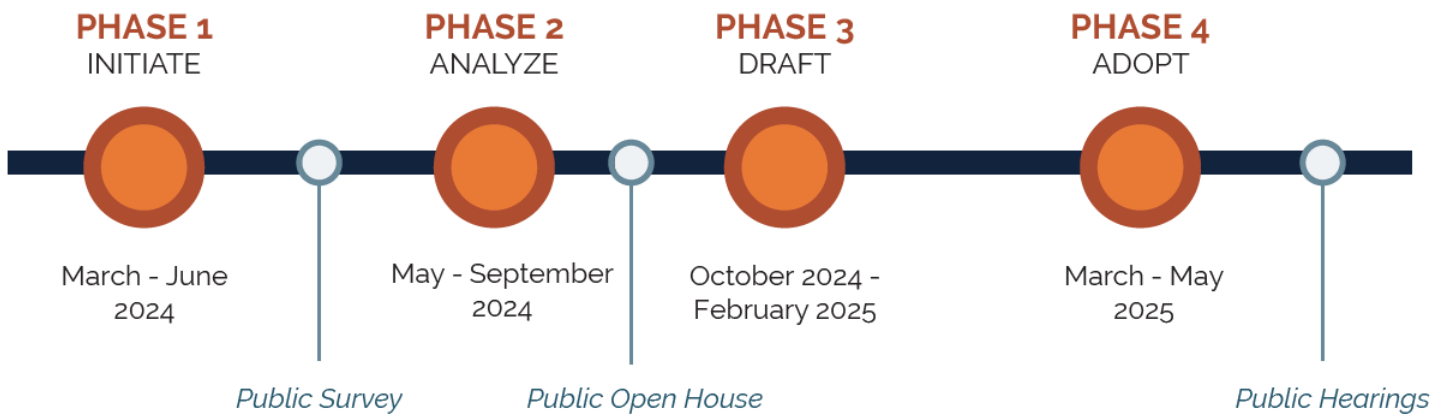 PHASE 1
INITIATE
March - June
2024
Public Survey
PHASE 2
ANALYZE
May - September
2024
Public Open House
PHASE 3
DRAFT
October 2024 -
February 2025
PHASE 4
ADOPT
March - May
2025
Public Hearings